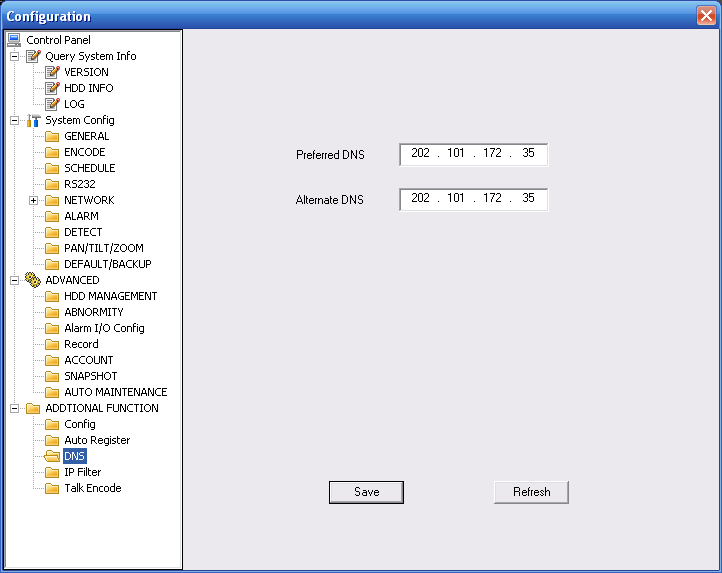 Configuration
Control Panel
Query System Info
VERSION
HDD INFO
LOG
System Config
GENERAL
ENCODE
SCHEDULE
RS232
NETWORK
ALARM
DETECT
PAN/TILT/ZOOM
DEFAULT/BACKUP
ADVANCED
HDD MANAGEMENT
ABNORMITY
Alarm I/O Config
Record
ACCOUNT
SNAPSHOT
AUTO MAINTENANCE
ADDTIONAL FUNCTION
Config
Auto Register
DNS
IP Filter
Talk Encode
Preferred DNS 202 . 101 . 172 . 35
Alternate DNS 202 . 101 . 172 . 35
Save Refresh